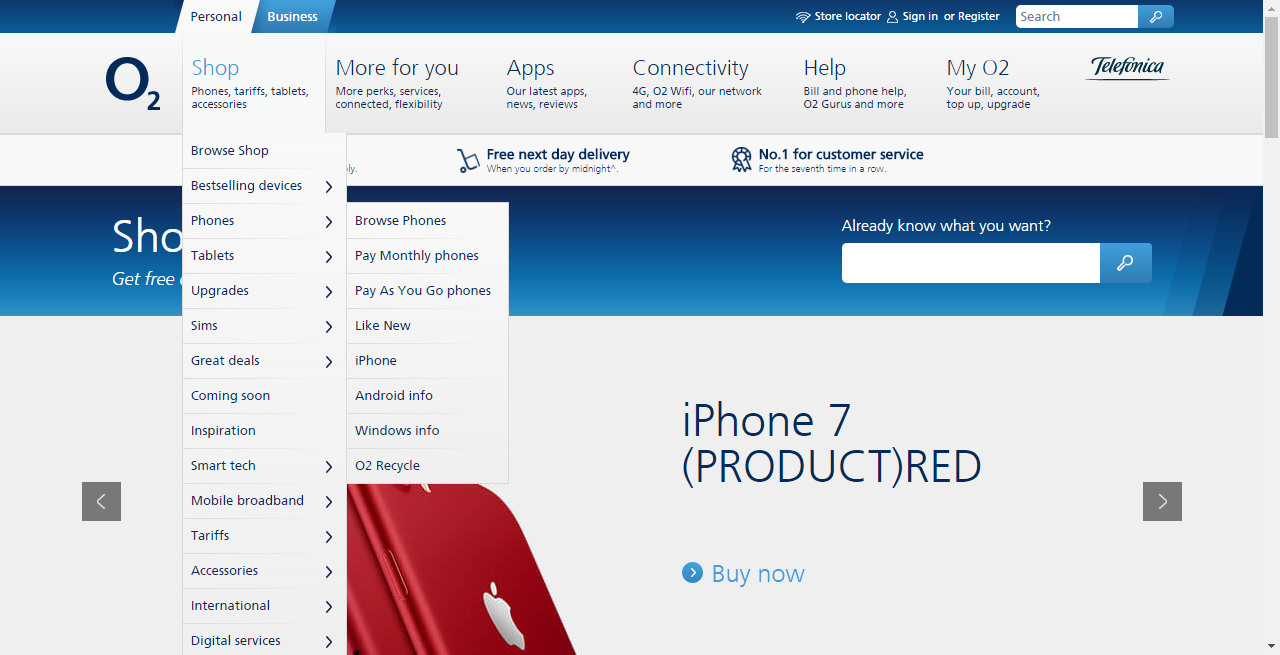 Personal
Business
Store locator
Sign in or Register
Search
O2
Shop
Phones, tariffs, tablets,
accessories
More for you
More perks, services,
connected, flexibility
Apps
Our latest apps,
news, reviews
Connectivity
4G, O2 Wifi, our network
and more
Help
Bill and phone help,
O2 Gurus and more
My O2
Your bill, account,
top up, upgrade
Telefónica
Free next day delivery
When you order by midnight^.
No.1 for customer service
For the seventh time in a row.
Sho
Get free
Already know what you want?
Browse Shop
Bestselling devices
Phones
Tablets
Upgrades
Sims
Great deals
Coming soon
Inspiration
Smart tech
Mobile broadband
Tariffs
Accessories
International
Digital services
Browse Phones
Pay Monthly phones
Pay As You Go phones
Like New
iPhone
Android info
Windows info
O2 Recycle
iPhone 7
(PRODUCT)RED
Buy now